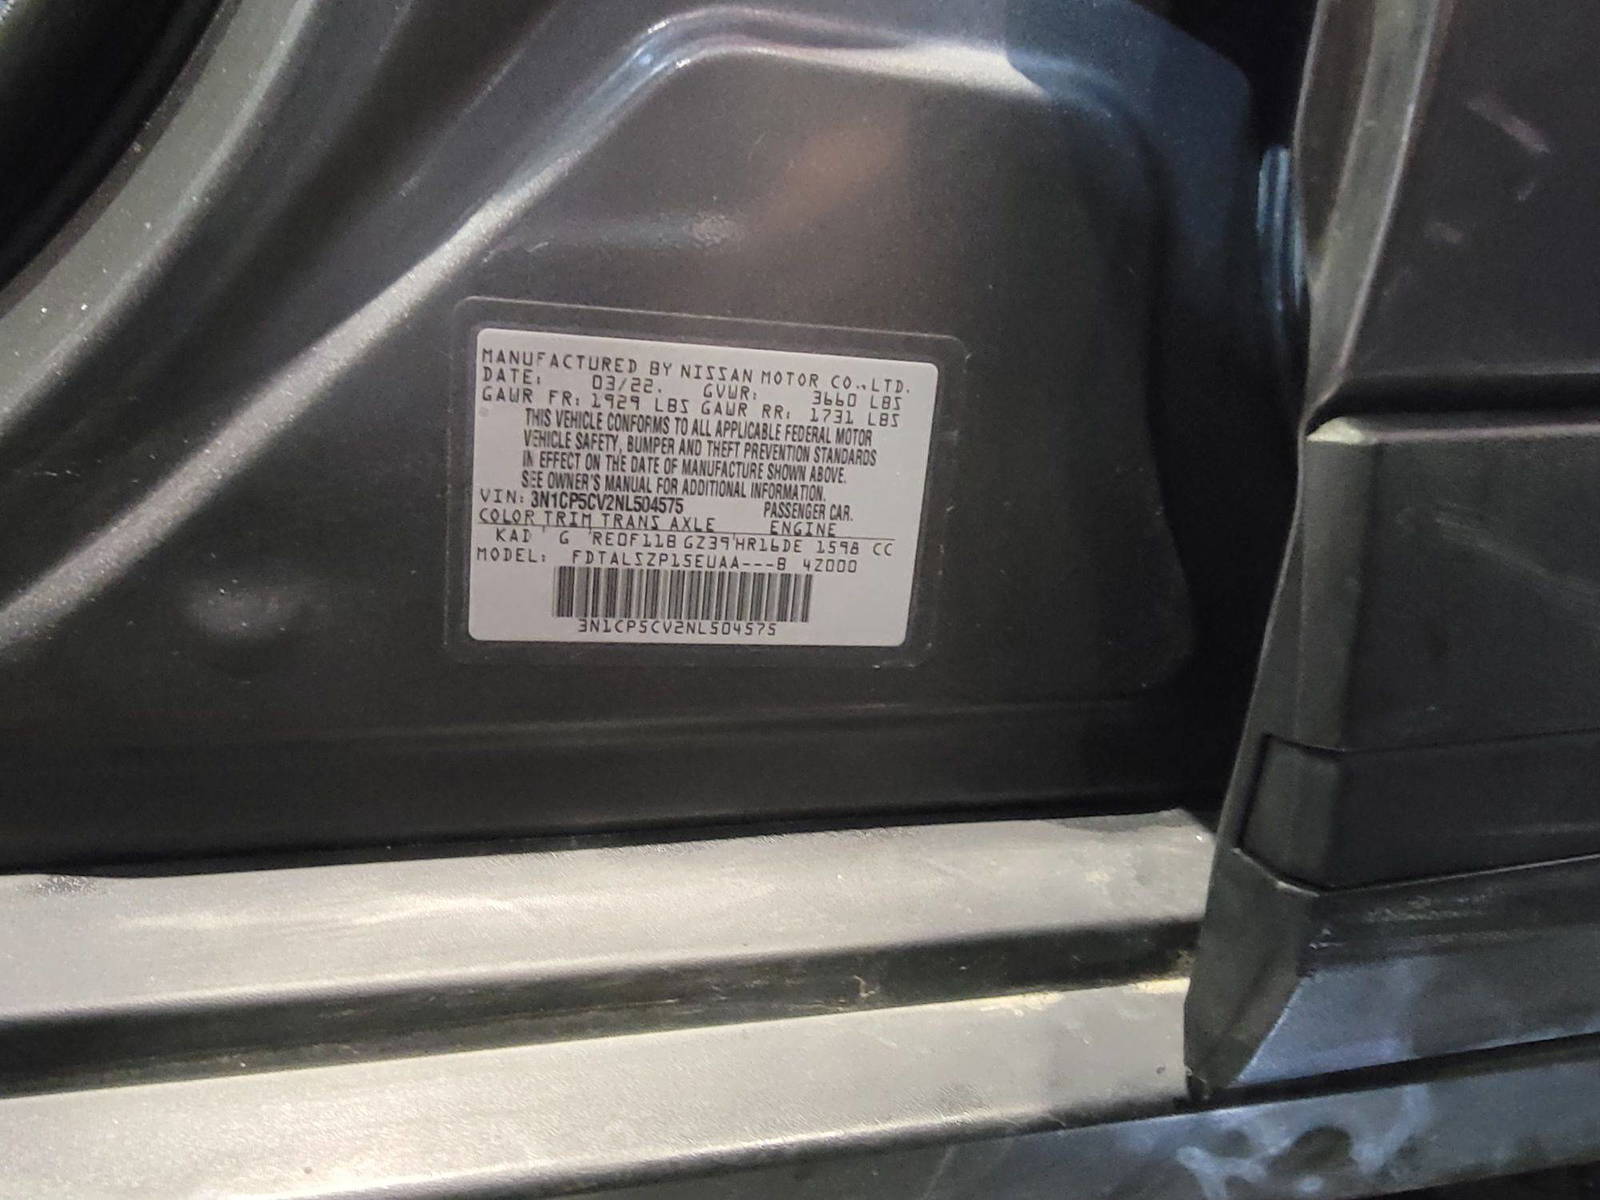 MANUFACTURED BY NISSAN MOTOR CO.,LTD.
DATE: 03/22. GVWR: 3660 LBS
GAWR FR: 1929 LBS GAWR RR: 1731 LBS
THIS VEHICLE CONFORMS TO ALL APPLICABLE FEDERAL MOTOR
VEHICLE SAFETY, BUMPER AND THEFT PREVENTION STANDARDS
IN EFFECT ON THE DATE OF MANUFACTURE SHOWN ABOVE.
SEE OWNER'S MANUAL FOR ADDITIONAL INFORMATION.
VIN: 3N1CP5CV2NL504575 PASSENGER CAR.
COLOR TRIM TRANS AXLE ENGINE
KAD G RE0F11B GZ39 HR16DE 1598 CC
MODEL: FDTALSZP15EUAA---B 4Z000
3N1CP5CV2NL504575